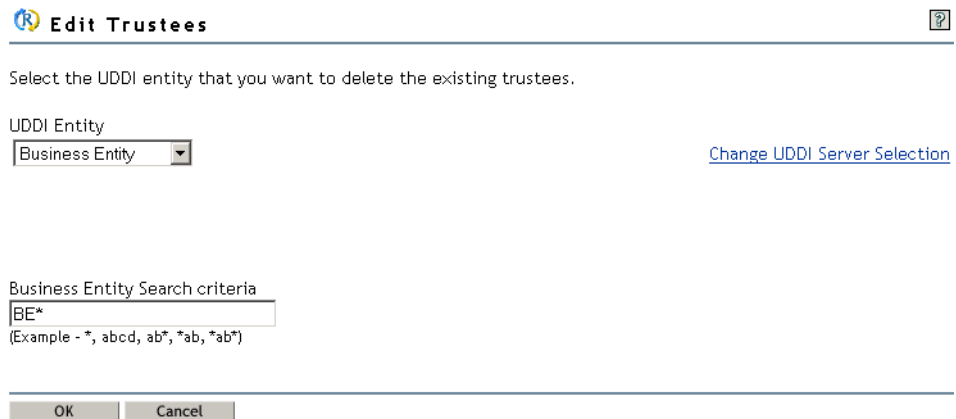 R Edit Trustees ?
Select the UDDI entity that you want to delete the existing trustees.
UDDI Entity
Business Entity
Change UDDI Server Selection
Business Entity Search criteria
BE*
(Example - *, abcd, ab*, *ab, *ab*)
OK Cancel